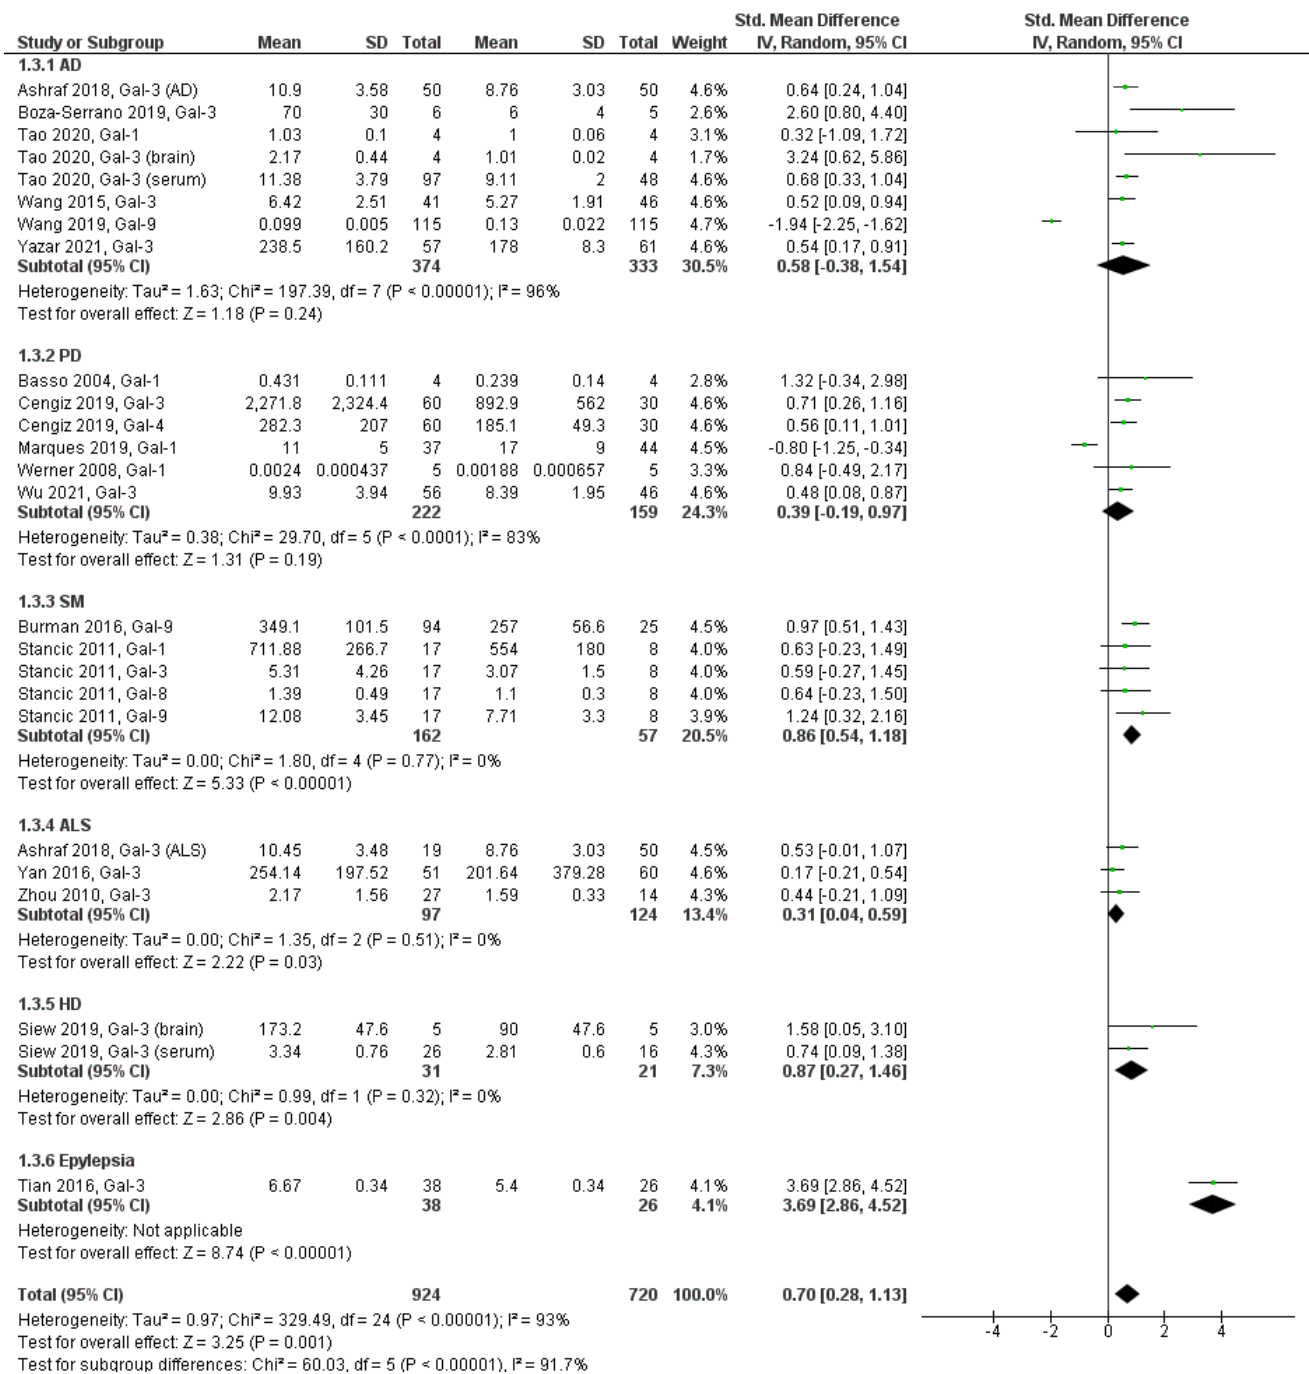 Std. Mean Difference Std. Mean Difference
Study or Subgroup Mean SD Total Mean SD Total Weight IV, Random, 95% CI IV, Random, 95% CI
1.3.1 AD
Ashraf 2018, Gal-3 (AD) 10.9 3.58 50 8.76 3.03 50 4.6% 0.64 [0.24, 1.04]
Boza-Serrano 2019, Gal-3 70 30 6 6 4 5 2.6% 2.60 [0.80, 4.40]
Tao 2020, Gal-1 1.03 0.1 4 1 0.06 4 3.1% 0.32 [-1.09, 1.72]
Tao 2020, Gal-3 (brain) 2.17 0.44 4 1.01 0.02 4 1.7% 3.24 [0.62, 5.86]
Tao 2020, Gal-3 (serum) 11.38 3.79 97 9.11 2 48 4.6% 0.68 [0.33, 1.04]
Wang 2015, Gal-3 6.42 2.51 41 5.27 1.91 46 4.6% 0.52 [0.09, 0.94]
Wang 2019, Gal-9 0.099 0.005 115 0.13 0.022 115 4.7% -1.94 [-2.25, -1.62]
Yazar 2021, Gal-3 238.5 160.2 57 178 8.3 61 4.6% 0.54 [0.17, 0.91]
Subtotal (95% CI) 374 333 30.5% 0.58 [-0.38, 1.54]
Heterogeneity: Tau² = 1.63; Chi² = 197.39, df = 7 (P < 0.00001); I² = 96%
Test for overall effect: Z = 1.18 (P = 0.24)
1.3.2 PD
Basso 2004, Gal-1 0.431 0.111 4 0.239 0.14 4 2.8% 1.32 [-0.34, 2.98]
Cengiz 2019, Gal-3 2,271.8 2,324.4 60 892.9 562 30 4.6% 0.71 [0.26, 1.16]
Cengiz 2019, Gal-4 282.3 207 60 185.1 49.3 30 4.6% 0.56 [0.11, 1.01]
Marques 2019, Gal-1 11 5 37 17 9 44 4.5% -0.80 [-1.25, -0.34]
Werner 2008, Gal-1 0.0024 0.000437 5 0.00188 0.000657 5 3.3% 0.84 [-0.49, 2.17]
Wu 2021, Gal-3 9.93 3.94 56 8.39 1.95 46 4.6% 0.48 [0.08, 0.87]
Subtotal (95% CI) 222 159 24.3% 0.39 [-0.19, 0.97]
Heterogeneity: Tau² = 0.38; Chi² = 29.70, df = 5 (P < 0.0001); I² = 83%
Test for overall effect: Z = 1.31 (P = 0.19)
1.3.3 SM
Burman 2016, Gal-9 349.1 101.5 94 257 56.6 25 4.5% 0.97 [0.51, 1.43]
Stancic 2011, Gal-1 711.88 266.7 17 554 180 8 4.0% 0.63 [-0.23, 1.49]
Stancic 2011, Gal-3 5.31 4.26 17 3.07 1.5 8 4.0% 0.59 [-0.27, 1.45]
Stancic 2011, Gal-8 1.39 0.49 17 1.1 0.3 8 4.0% 0.64 [-0.23, 1.50]
Stancic 2011, Gal-9 12.08 3.45 17 7.71 3.3 8 3.9% 1.24 [0.32, 2.16]
Subtotal (95% CI) 162 57 20.5% 0.86 [0.54, 1.18]
Heterogeneity: Tau² = 0.00; Chi² = 1.80, df = 4 (P = 0.77); I² = 0%
Test for overall effect: Z = 5.33 (P < 0.00001)
1.3.4 ALS
Ashraf 2018, Gal-3 (ALS) 10.45 3.48 19 8.76 3.03 50 4.5% 0.53 [-0.01, 1.07]
Yan 2016, Gal-3 254.14 197.52 51 201.64 379.28 60 4.6% 0.17 [-0.21, 0.54]
Zhou 2010, Gal-3 2.17 1.56 27 1.59 0.33 14 4.3% 0.44 [-0.21, 1.09]
Subtotal (95% CI) 97 124 13.4% 0.31 [0.04, 0.59]
Heterogeneity: Tau² = 0.00; Chi² = 1.35, df = 2 (P = 0.51); I² = 0%
Test for overall effect: Z = 2.22 (P = 0.03)
1.3.5 HD
Siew 2019, Gal-3 (brain) 173.2 47.6 5 90 47.6 5 3.0% 1.58 [0.05, 3.10]
Siew 2019, Gal-3 (serum) 3.34 0.76 26 2.81 0.6 16 4.3% 0.74 [0.09, 1.38]
Subtotal (95% CI) 31 21 7.3% 0.87 [0.27, 1.46]
Heterogeneity: Tau² = 0.00; Chi² = 0.99, df = 1 (P = 0.32); I² = 0%
Test for overall effect: Z = 2.86 (P = 0.004)
1.3.6 Epylepsia
Tian 2016, Gal-3 6.67 0.34 38 5.4 0.34 26 4.1% 3.69 [2.86, 4.52]
Subtotal (95% CI) 38 26 4.1% 3.69 [2.86, 4.52]
Heterogeneity: Not applicable
Test for overall effect: Z = 8.74 (P < 0.00001)
Total (95% CI) 924 720 100.0% 0.70 [0.28, 1.13]
Heterogeneity: Tau² = 0.97; Chi² = 329.49, df = 24 (P < 0.00001); I² = 93%
Test for overall effect: Z = 3.25 (P = 0.001)
Test for subgroup differences: Chi² = 60.03, df = 5 (P < 0.00001), I² = 91.7%
-4 -2 0 2 4